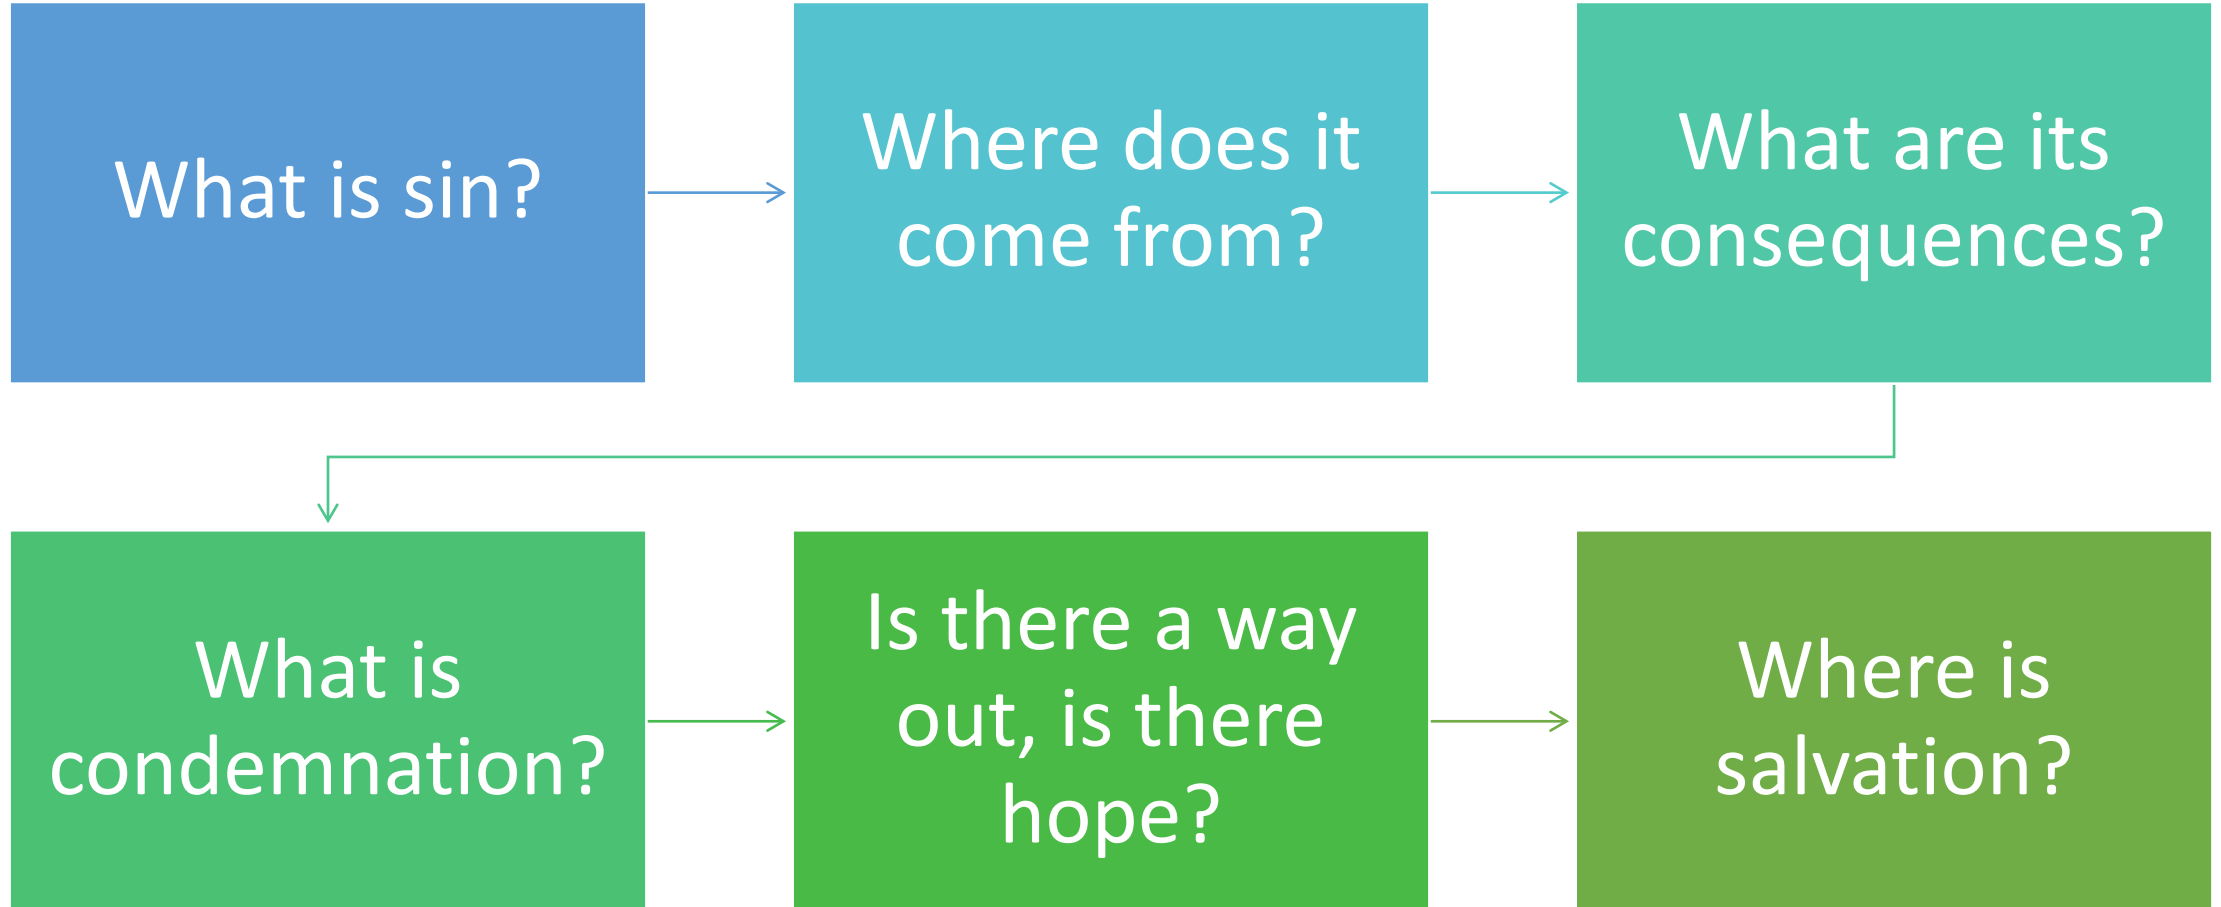 What is sin?
Where does it
come from?
What are its
consequences?
What is
condemnation?
Is there a way
out, is there
hope?
Where is
salvation?